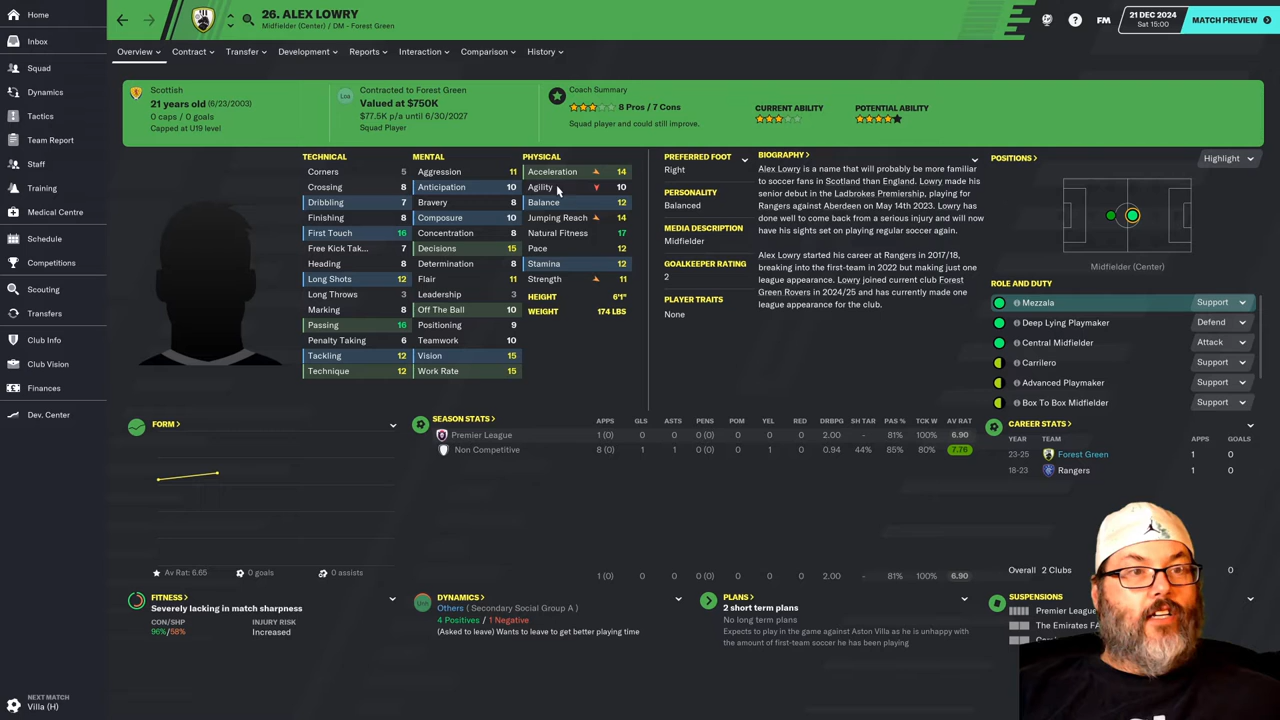 Home
Inbox
Squad
Dynamics
Tactics
Team Report
Staff
Training
Medical Centre
Schedule
Competitions
Scouting
Transfers
Club Info
Club Vision
Finances
Dev. Center
NEXT MATCH
Villa (H)
26. ALEX LOWRY
Midfielder (Center) / DM - Forest Green
FM
21 DEC 2024
Sat 15:00
MATCH PREVIEW
Overview
Contract
Transfer
Development
Reports
Interaction
Comparison
History
Scottish
21 years old (6/23/2003)
0 caps / 0 goals
Capped at U19 level
Loa
Contracted to Forest Green
Valued at $750K
$77.5K p/a until 6/30/2027
Squad Player
Coach Summary
8 Pros / 7 Cons
Squad player and could still improve.
CURRENT ABILITY
POTENTIAL ABILITY
TECHNICAL
Corners 5
Crossing 8
Dribbling 7
Finishing 8
First Touch 16
Free Kick Tak... 7
Heading 8
Long Shots 12
Long Throws 3
Marking 8
Passing 16
Penalty Taking 6
Tackling 12
Technique 12
MENTAL
Aggression 11
Anticipation 10
Bravery 8
Composure 10
Concentration 8
Decisions 15
Determination 8
Flair 11
Leadership 3
Off The Ball 10
Positioning 9
Teamwork 10
Vision 15
Work Rate 15
PHYSICAL
Acceleration 14
Agility 10
Balance 12
Jumping Reach 14
Natural Fitness 17
Pace 12
Stamina 12
Strength 11
HEIGHT 6'1"
WEIGHT 174 LBS
PREFERRED FOOT
Right
PERSONALITY
Balanced
MEDIA DESCRIPTION
Midfielder
GOALKEEPER RATING
2
PLAYER TRAITS
None
BIOGRAPHY
Alex Lowry is a name that will probably be more familiar
to soccer fans in Scotland than England. Lowry made his
senior debut in the Ladbrokes Premiership, playing for
Rangers against Aberdeen on May 14th 2023. Lowry has
done well to come back from a serious injury and will now
have his sights set on playing regular soccer again.
Alex Lowry started his career at Rangers in 2017/18,
breaking into the first-team in 2022 but making just one
league appearance. Lowry joined current club Forest
Green Rovers in 2024/25 and has currently made one
league appearance for the club.
POSITIONS
Highlight
Midfielder (Center)
ROLE AND DUTY
Mezzala Support
Deep Lying Playmaker Defend
Central Midfielder Attack
Carrilero Support
Advanced Playmaker Support
Box To Box Midfielder Support
FORM
Av Rat: 6.65
0 goals
0 assists
SEASON STATS
APPS GLS ASTS PENS POM YEL RED DRBPG SH TAR PAS % TCK W AV RAT
Premier League 1 (0) 0 0 0 (0) 0 0 0 2.00 - 81% 100% 6.90
Non Competitive 8 (0) 1 1 0 (0) 0 1 0 0.94 44% 85% 80% 7.76
1 (0) 0 0 0 (0) 0 0 0 2.00 - 81% 100% 6.90
CAREER STATS
YEAR TEAM APPS GOALS
23-25 Forest Green 1 0
18-23 Rangers 1 0
Overall 2 Clubs 0
FITNESS
Severely lacking in match sharpness
CON/SHP
96%/58%
INJURY RISK
Increased
DYNAMICS
Others ( Secondary Social Group A )
4 Positives / 1 Negative
(Asked to leave) Wants to leave to get better playing time
PLANS
2 short term plans
No long term plans
Expects to play in the game against Aston Villa as he is unhappy with
the amount of first-team soccer he has been playing
SUSPENSIONS
Premier League
The Emirates FA